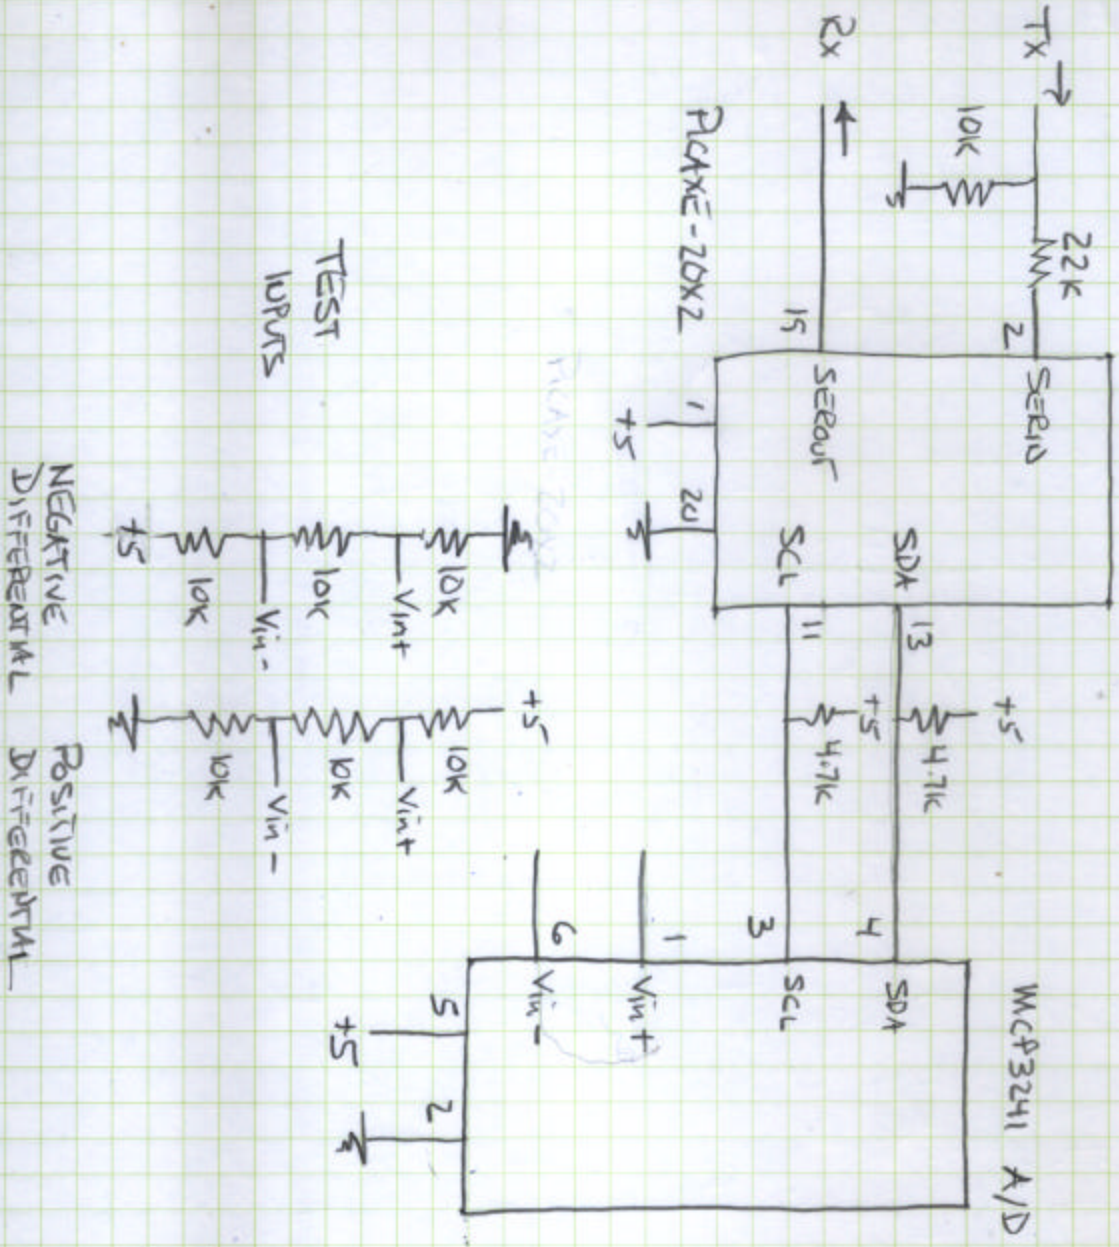 Tx →
22K
10K
2
SERIN
+5
4.7K
MCP3241 A/D
Rx
←
15
SEROUT
SDA
13
+5
4.7K
4
SDA
SCL
11
3
SCL
PICAXE-20X2
1
20
+5
1
Vin+
6
Vin-
+5
5
2
+5
TEST
INPUTS
10K
Vin+
10K
Vin-
10K
+5
10K
Vin+
10K
Vin-
10K
NEGATIVE
DIFFERENTIAL
POSITIVE
DIFFERENTIAL